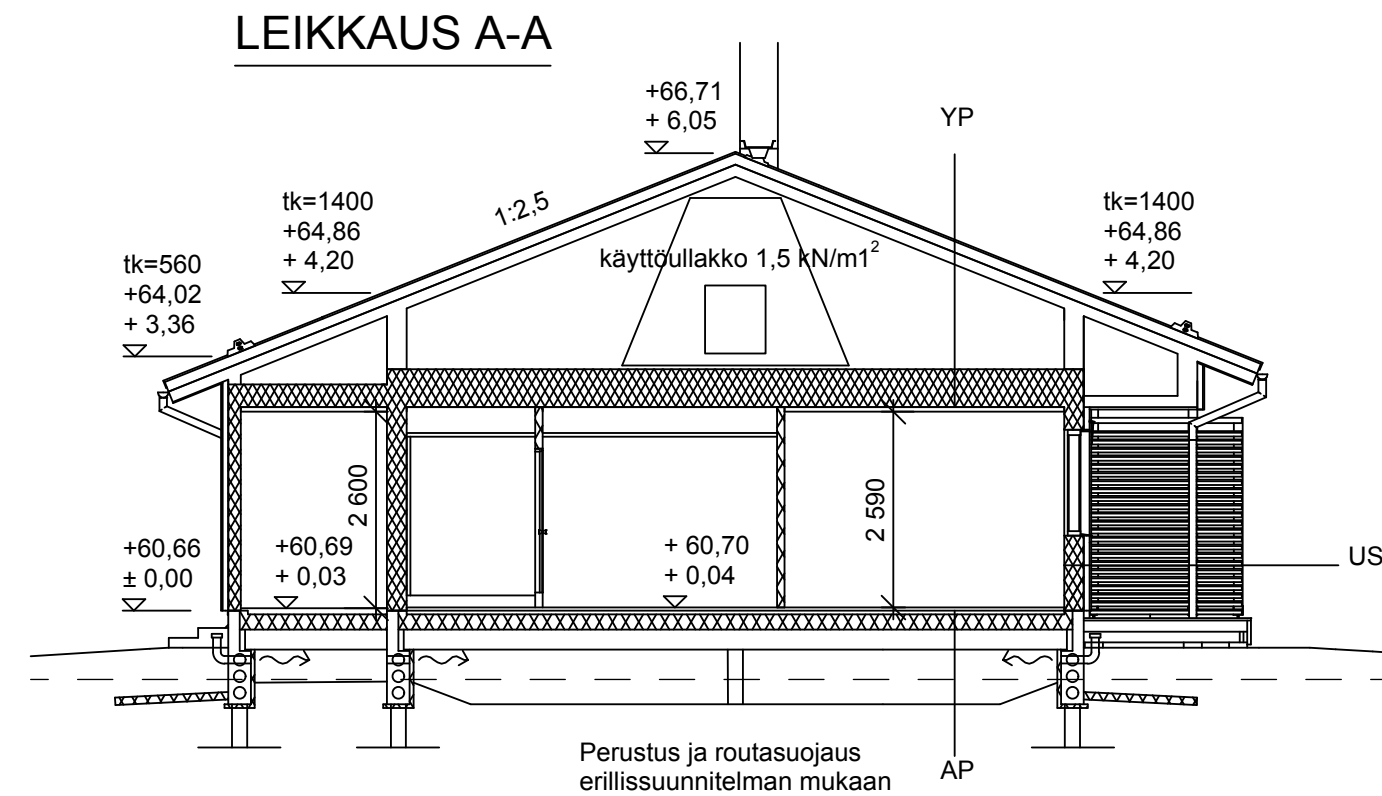 LEIKKAUS A-A
+66,71
+ 6,05
YP
tk=1400
+64,86
+ 4,20
1:2,5
tk=1400
+64,86
+ 4,20
käyttöullakko 1,5 kN/m1²
tk=560
+64,02
+ 3,36
2 600
2 590
+60,66
± 0,00
+60,69
+ 0,03
+ 60,70
+ 0,04
US
Perustus ja routasuojaus
erillissuunnitelman mukaan
AP